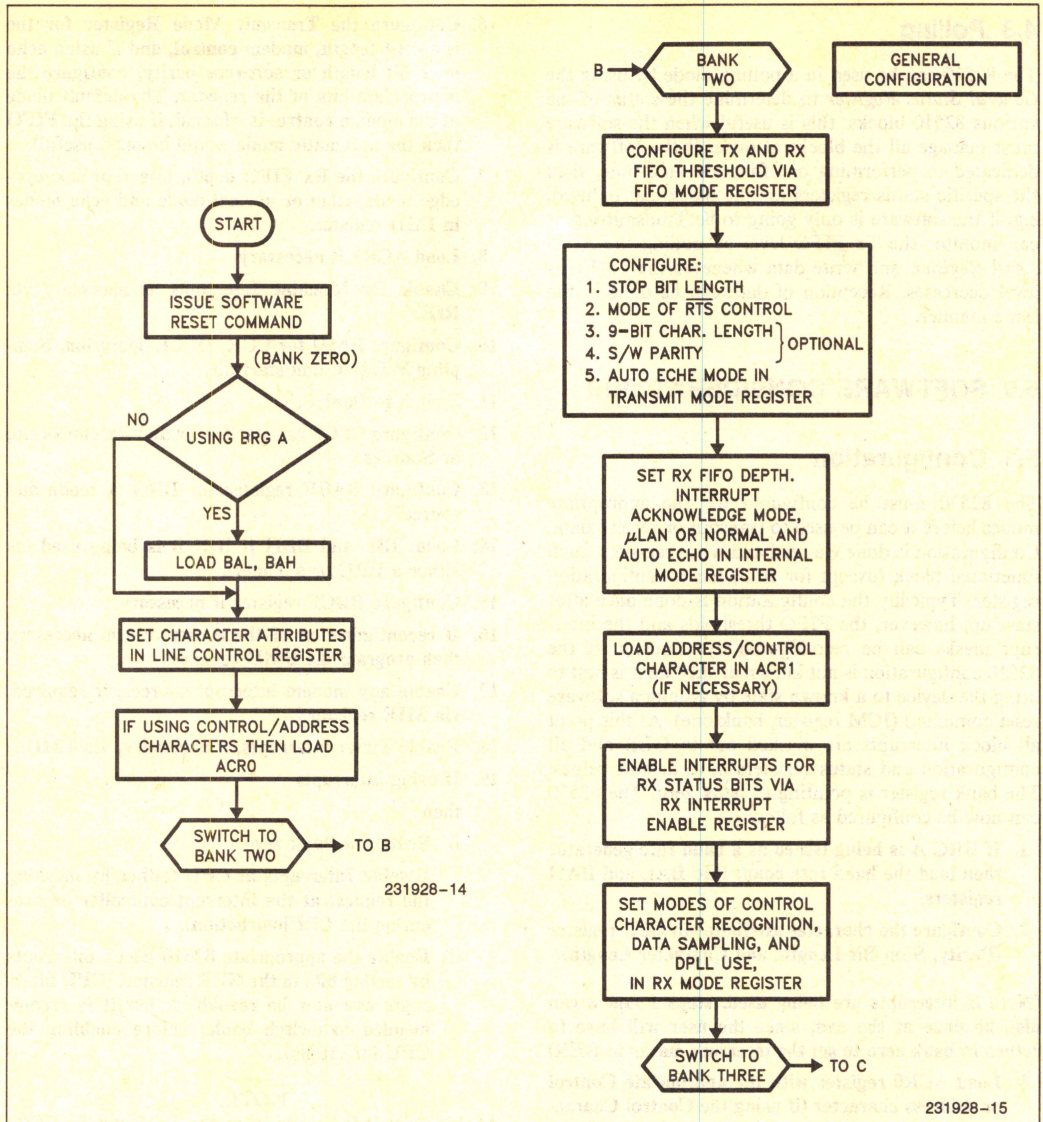 START
ISSUE SOFTWARE
RESET COMMAND
(BANK ZERO)
NO
USING BRG A
YES
LOAD BAL, BAH
SET CHARACTER ATTRIBUTES
IN LINE CONTROL REGISTER
IF USING CONTROL/ADDRESS
CHARACTERS THEN LOAD
ACR0
SWITCH TO
BANK TWO
TO B
231928-14
B
BANK
TWO
GENERAL
CONFIGURATION
CONFIGURE TX AND RX
FIFO THRESHOLD VIA
FIFO MODE REGISTER
CONFIGURE:
1. STOP BIT LENGTH
2. MODE OF RTS CONTROL
3. 9-BIT CHAR. LENGTH
4. S/W PARITY
OPTIONAL
5. AUTO ECHE MODE IN
TRANSMIT MODE REGISTER
SET RX FIFO DEPTH.
INTERRUPT
ACKNOWLEDGE MODE,
μLAN OR NORMAL AND
AUTO ECHO IN INTERNAL
MODE REGISTER
LOAD ADDRESS/CONTROL
CHARACTER IN ACR1
(IF NECESSARY)
ENABLE INTERRUPTS FOR
RX STATUS BITS VIA
RX INTERRUPT
ENABLE REGISTER
SET MODES OF CONTROL
CHARACTER RECOGNITION,
DATA SAMPLING, AND
DPLL USE,
IN RX MODE REGISTER
SWITCH TO
BANK THREE
TO C
231928-15